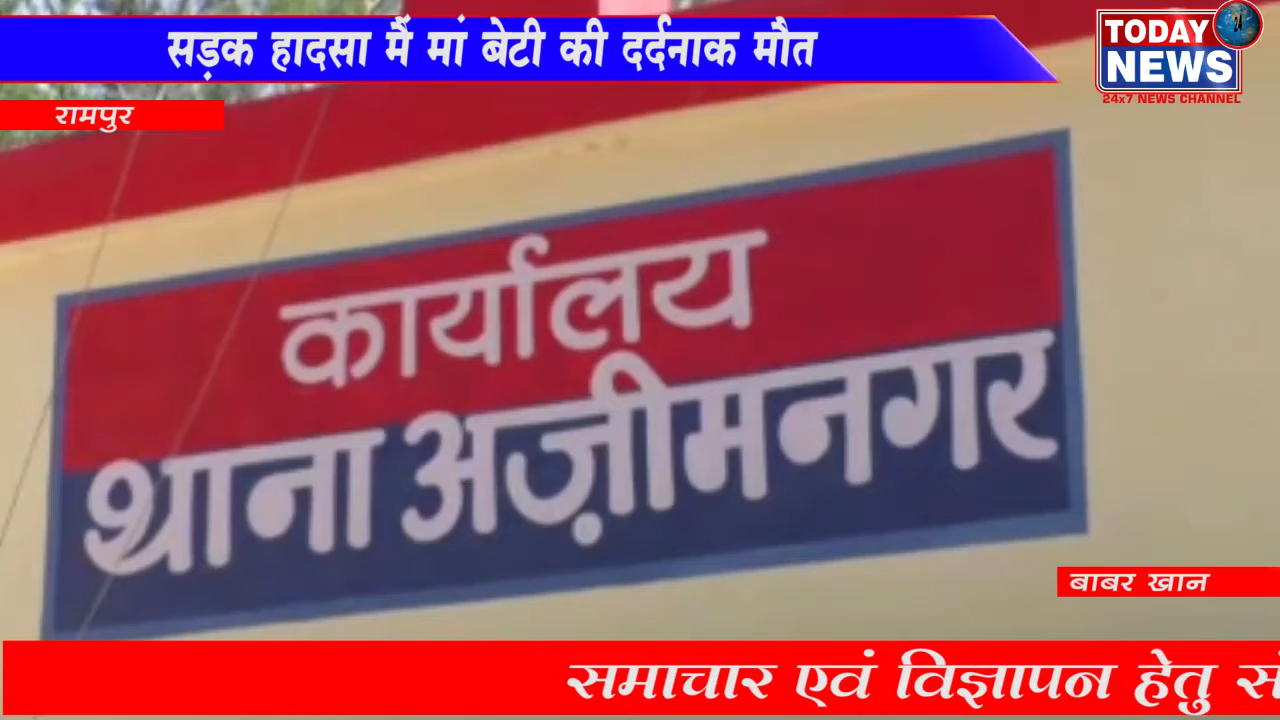 सड़क हादसा मैं मां बेटी की दर्दनाक मौत
TODAY
NEWS
24x7 NEWS CHANNEL
रामपुर
कार्यालय
थाना अज़ीमनगर
बाबर खान
समाचार एवं विज्ञापन हेतु सं